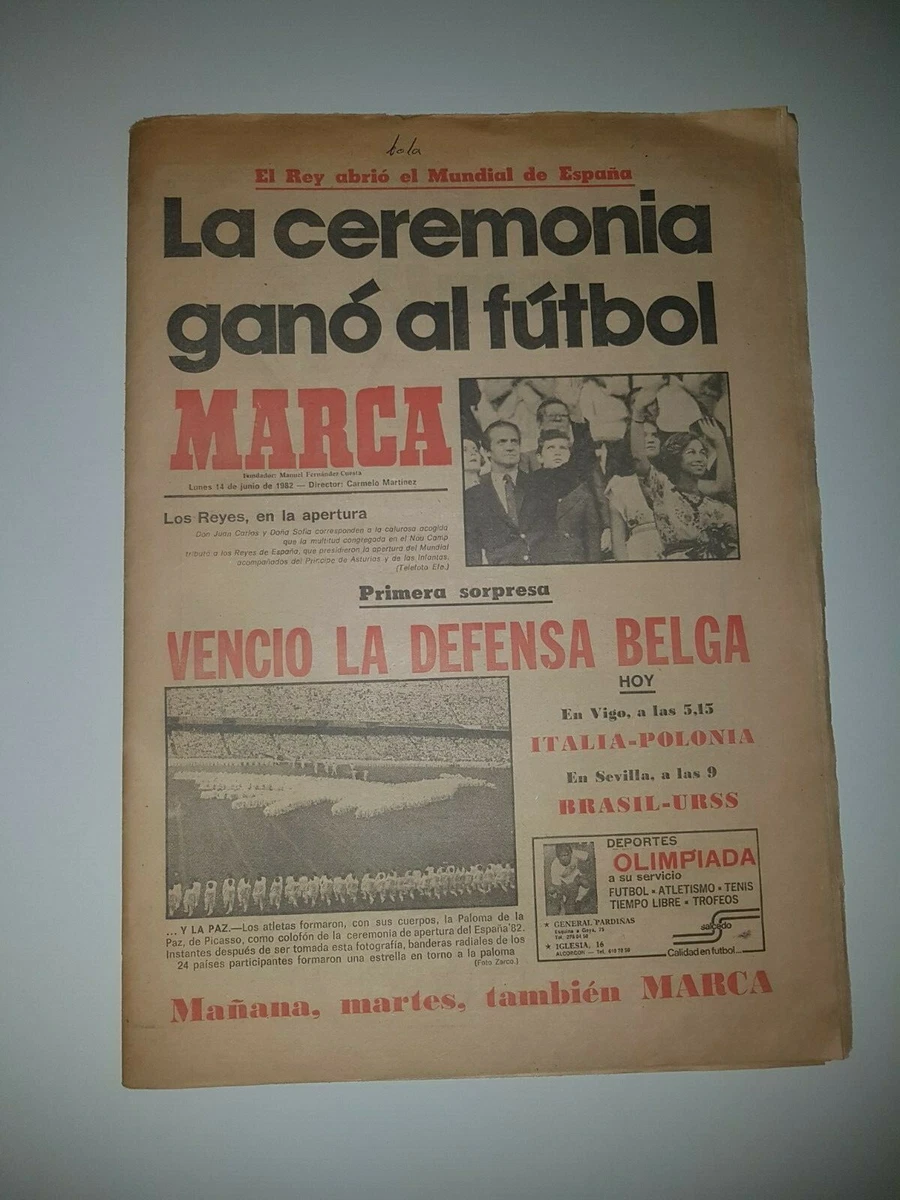 El Rey abrió el Mundial de España
La ceremonia
ganó al fútbol
MARCA
Fundador: Manuel Fernández-Cuesta
Lunes 14 de junio de 1982 — Director: Carmelo Martínez
Los Reyes, en la apertura
Don Juan Carlos y Doña Sofía corresponden a la calurosa acogida
que la multitud congregada en el Nou Camp
tributó a los Reyes de España, que presidieron la apertura del Mundial
acompañados del Príncipe de Asturias y de las Infantas.
(Telefoto Efe.)
Primera sorpresa
VENCIO LA DEFENSA BELGA
HOY
En Vigo, a las 5,15
ITALIA-POLONIA
En Sevilla, a las 9
BRASIL-URSS
DEPORTES
OLIMPIADA
a su servicio
FUTBOL • ATLETISMO • TENIS
TIEMPO LIBRE • TROFEOS
★ GENERAL PARDIÑAS
Esquina a Goya, 75
★ IGLESIA, 16
ALCORCON — Tel.
salcedo
Calidad en futbol...
... Y LA PAZ.—Los atletas formaron, con sus cuerpos, la Paloma de la
Paz, de Picasso, como colofón de la ceremonia de apertura del España'82.
Instantes después de ser tomada esta fotografía, banderas radiales de los
24 países participantes formaron una estrella en torno a la paloma
(Foto Zarco.)
Mañana, martes, también MARCA